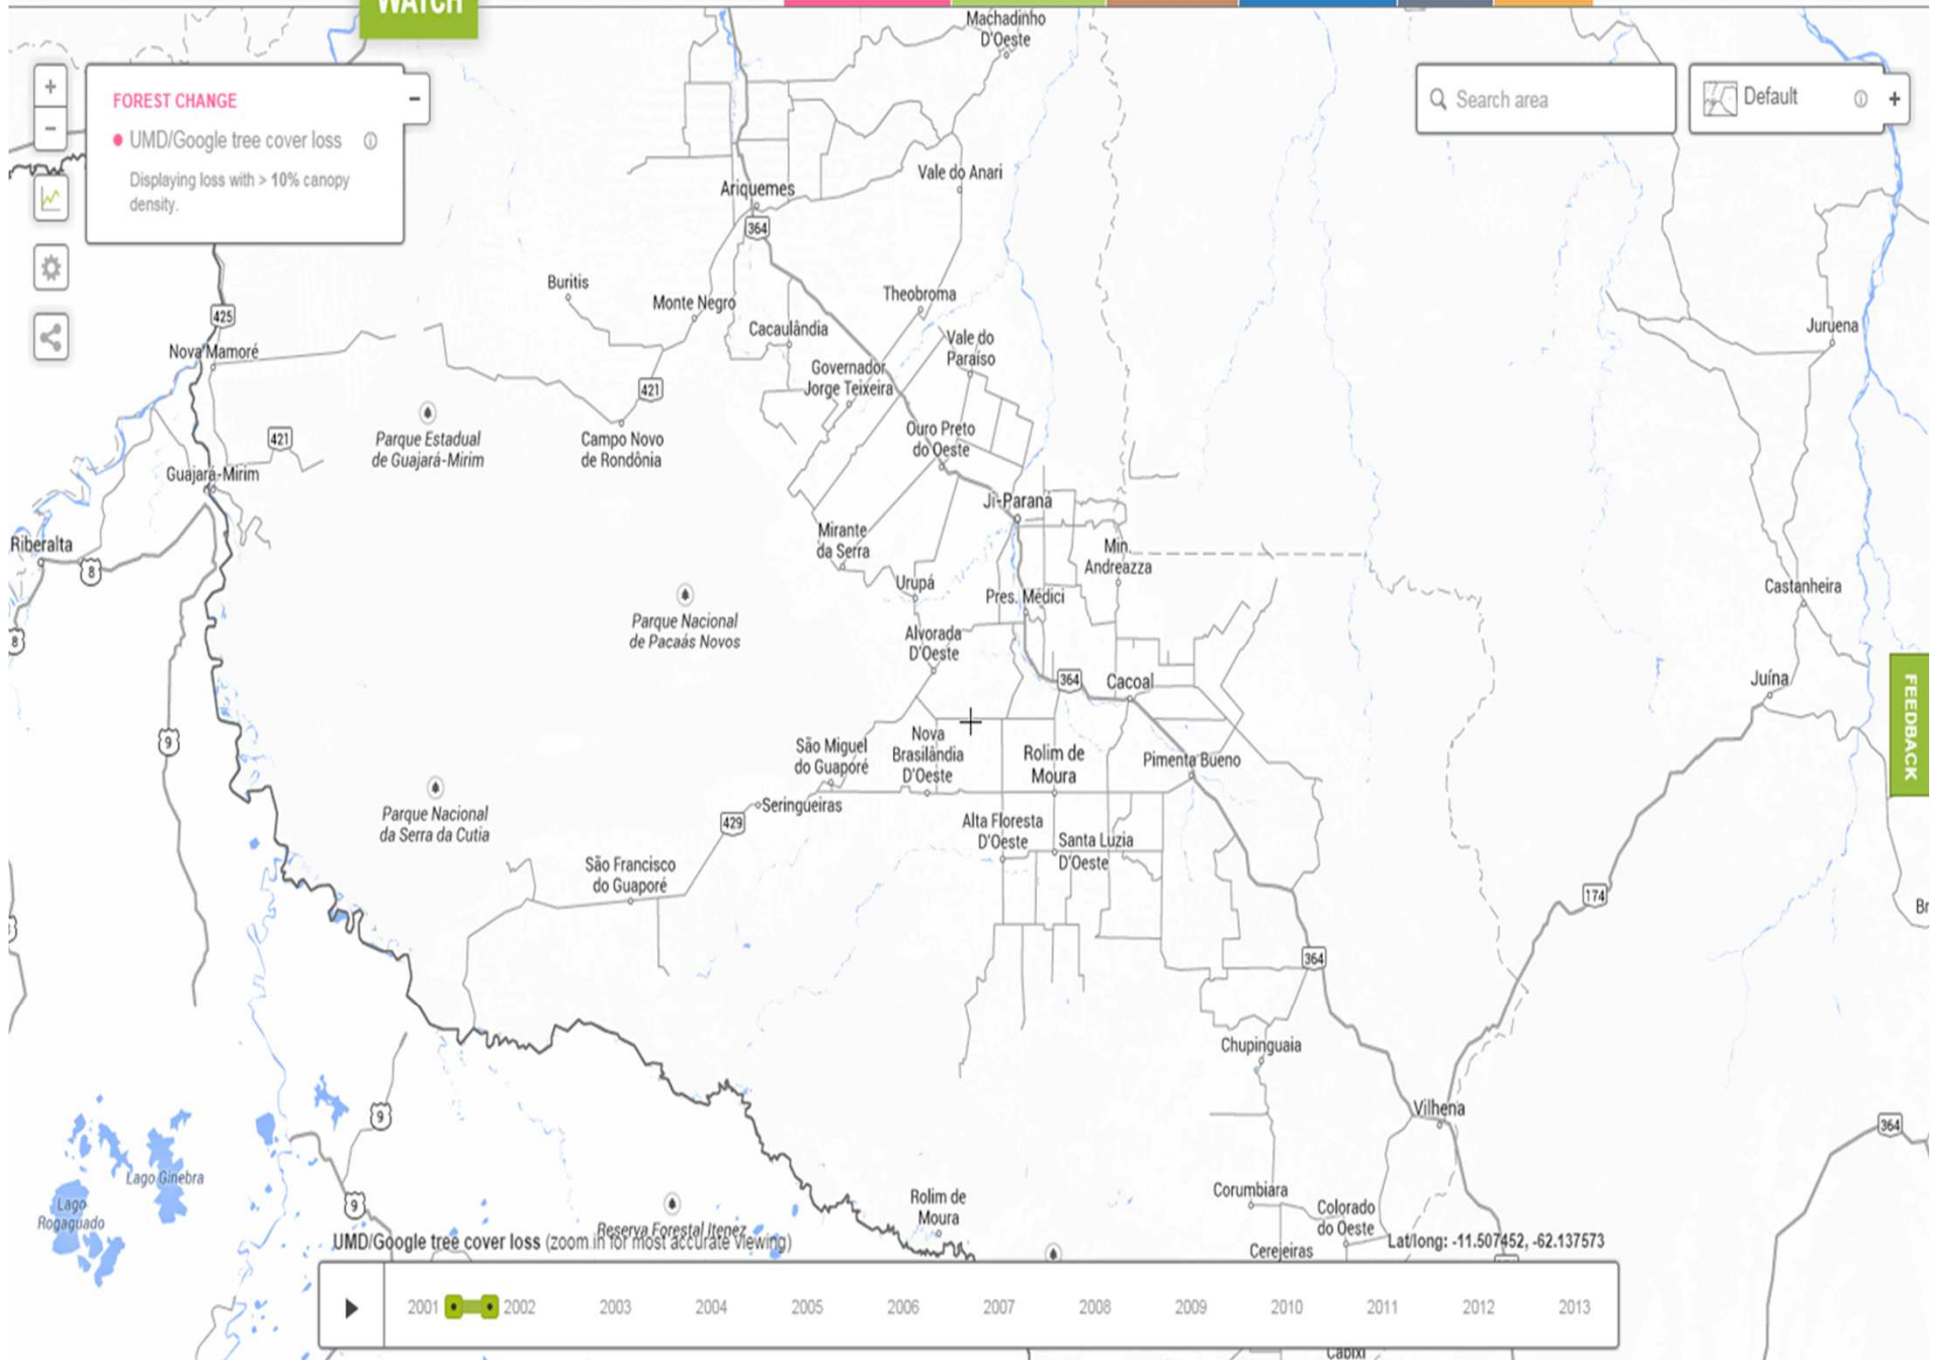 WATCH
FOREST CHANGE
UMD/Google tree cover loss
Displaying loss with > 10% canopy
density.
Search area
Default
Machadinho
D'Oeste
Vale do Anari
Ariquemes
364
Buritis
Monte Negro
Theobroma
425
Cacaulândia
Vale do
Paraíso
Juruena
Nova Mamoré
Governador
Jorge Teixeira
421
Parque Estadual
de Guajará-Mirim
421
Campo Novo
de Rondônia
Ouro Preto
do Oeste
Guajará-Mirim
Ji-Paraná
Riberalta
8
Mirante
da Serra
Min.
Andreazza
Urupá
Pres. Médici
Castanheira
8
Parque Nacional
de Pacaás Novos
Alvorada
D'Oeste
364
Cacoal
Juína
FEEDBACK
9
São Miguel
do Guaporé
Nova
Brasilândia
D'Oeste
Rolim de
Moura
Pimenta Bueno
Seringueiras
Parque Nacional
da Serra da Cutia
429
Alta Floresta
D'Oeste
Santa Luzia
D'Oeste
São Francisco
do Guaporé
174
Br
364
Chupinguaia
9
Vilhena
364
Lago Ginebra
Lago
Rogaguado
9
Reserva Forestal Itenez
Rolim de
Moura
Corumbiara
Colorado
do Oeste
Cerejeiras
UMD/Google tree cover loss (zoom in for most accurate viewing)
Lat/long: -11.507452, -62.137573
2001 2002 2003 2004 2005 2006 2007 2008 2009 2010 2011 2012 2013
Cabixi